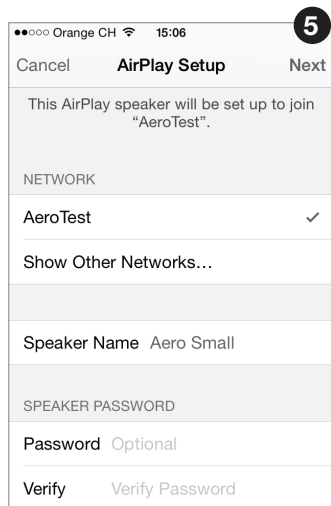 5
●●○○○ Orange CH 15:06
Cancel AirPlay Setup Next
This AirPlay speaker will be set up to join
“AeroTest”.
NETWORK
AeroTest ✓
Show Other Networks…
Speaker Name Aero Small
SPEAKER PASSWORD
Password Optional
Verify Verify Password